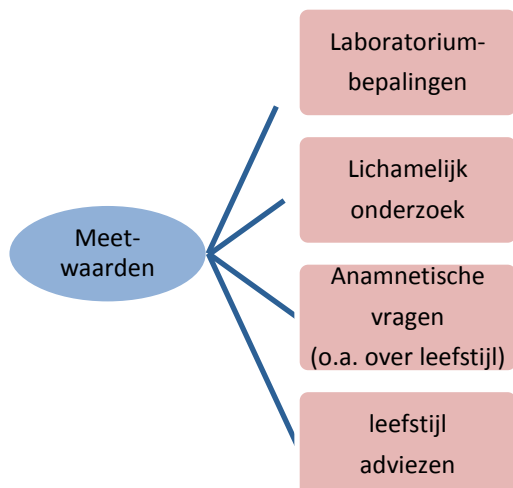 Laboratorium-
bepalingen
Lichamelijk
onderzoek
Meet-
waarden
Anamnetische
vragen
(o.a. over leefstijl)
leefstijl
adviezen